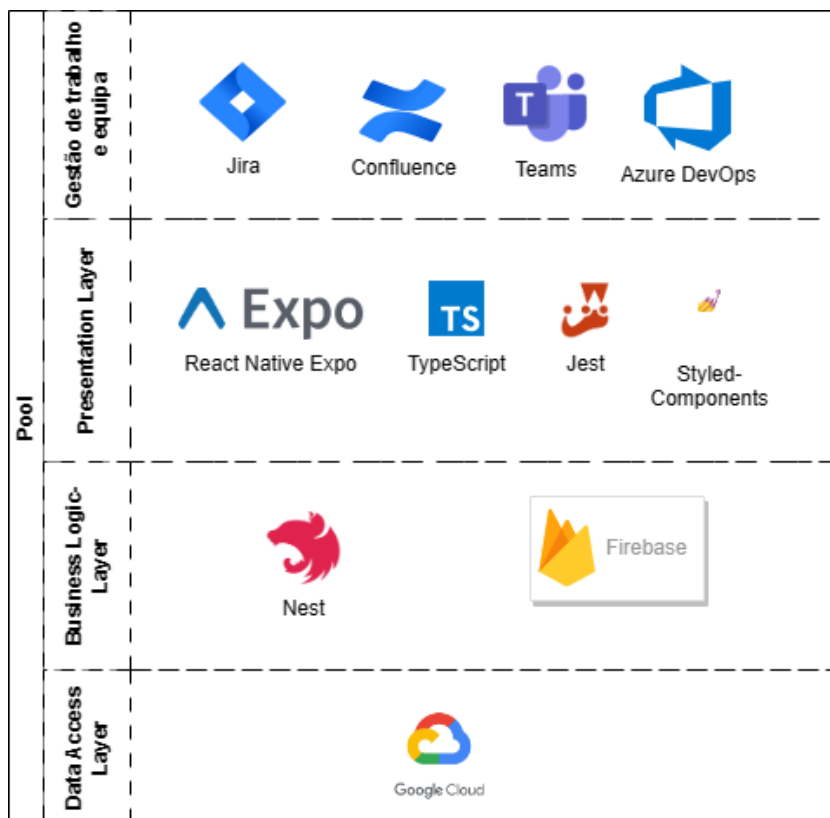 Pool
Gestão de trabalho
e equipa
Jira
Confluence
T
Teams
Azure DevOps
Presentation Layer
Expo
React Native Expo
TS
TypeScript
Jest
Styled-
Components
Business Logic-
Layer
Nest
Firebase
Data Access
Layer
Google Cloud